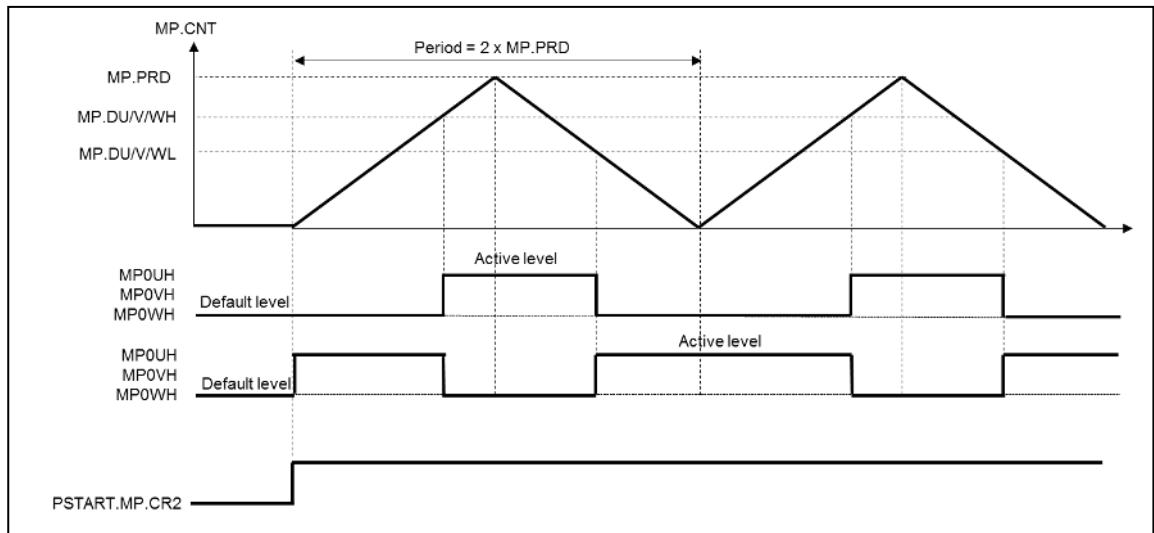 MP.CNT
Period = 2 x MP.PRD
MP.PRD
MP.DU/V/WH
MP.DU/V/WL
Active level
MP0UH
MP0VH
Default level
MP0WH
Active level
MP0UH
MP0VH
Default level
MP0WH
PSTART.MP.CR2